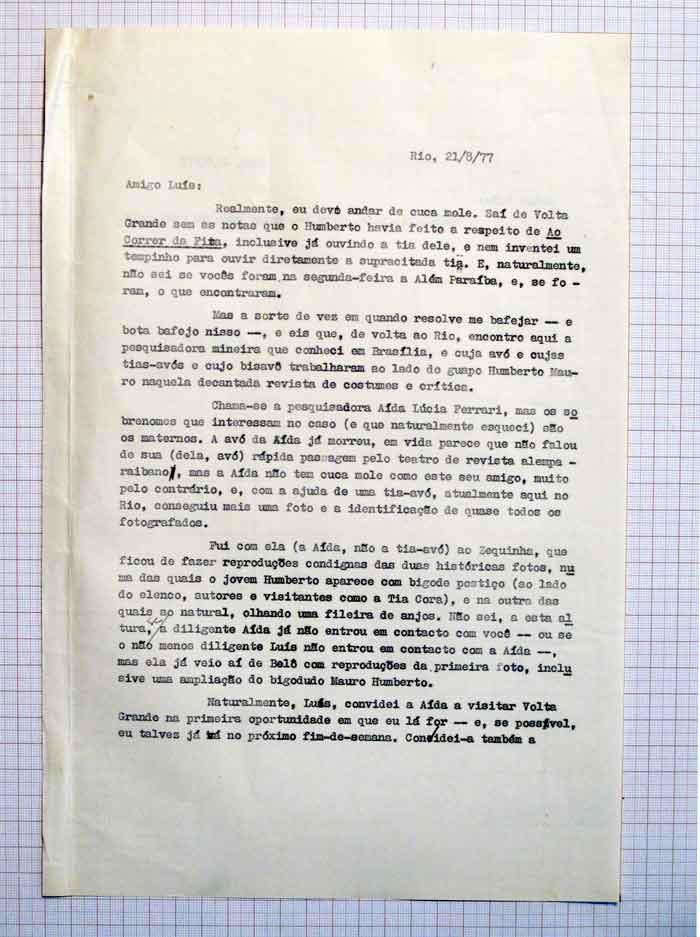 Rio, 21/8/77
Amigo Luís:
Realmente, eu devo andar de cuca mole. Saí de Volta
Grande sem as notas que o Humberto havia feito a respeito de Ao
Correr da Fita, inclusive já ouvindo a tia dele, e nem inventei um
tempinho para ouvir diretamente a supracitada tia. E, naturalmente,
não sei se vocês foram na segunda-feira a Além Paraíba, e, se fo-
ram, o que encontraram.
Mas a sorte de vez em quando resolve me bafejar -- e
bota bafejo nisso --, e eis que, de volta ao Rio, encontro aqui a
pesquisadora mineira que conheci em Brasília, e cuja avó e cujas
tias-avós e cujo bisavô trabalharam ao lado do guapo Humberto Mau-
ro naquela decantada revista de costumes e crítica.
Chama-se a pesquisadora Aída Lúcia Ferrari, mas os so
brenomes que interessam no caso (e que naturalmente esqueci) são
os maternos. A avó da Aída já morreu, em vida parece que não falou
de sua (dela, avó) rápida passagem pelo teatro de revista alempa-
raibano, mas a Aída não tem cuca mole como este seu amigo, muito
pelo contrário, e, com a ajuda de uma tia-avó, atualmente aqui no
Rio, conseguiu mais uma foto e a identificação de quase todos os
fotografados.
Fui com ela (a Aída, não a tia-avó) ao Zequinha, que
ficou de fazer reproduções condignas das duas históricas fotos, nu
ma das quais o jovem Humberto aparece com bigode postiço (ao lado
do elenco, autores e visitantes como a Tia Cora), e na outra das
quais ao natural, olhando uma fileira de anjos. Não sei, a esta al
tura, a diligente Aída já não entrou em contacto com você -- ou se
o não menos diligente Luís não entrou em contacto com a Aída --,
mas ela já veio aí de Belô com reproduções da primeira foto, inclu
sive uma ampliação do bigodudo Mauro Humberto.
Naturalmente, Luís, convidei a Aída a visitar Volta
Grande na primeira oportunidade em que eu lá for -- e, se possível,
eu talvez já no próximo fim-de-semana. Convidei-a também a